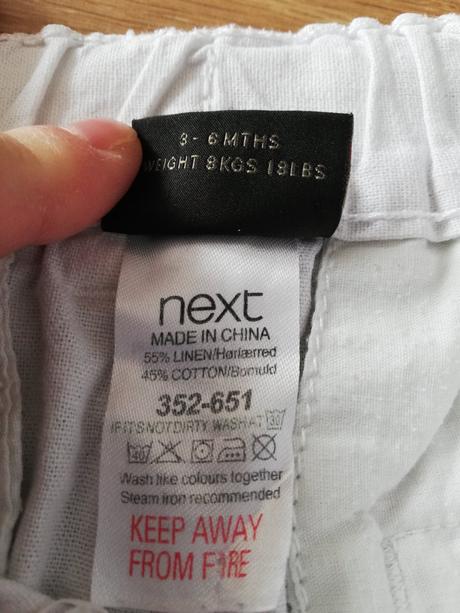 3 - 6 MTHS
WEIGHT 8KGS 18LBS
next
MADE IN CHINA
55% LINEN/Hørlærred
45% COTTON/Bomuld
352-651
IF IT'S NOT DIRTY WASH AT 30
40
Wash like colours together
Steam iron recommended
KEEP AWAY
FROM FIRE